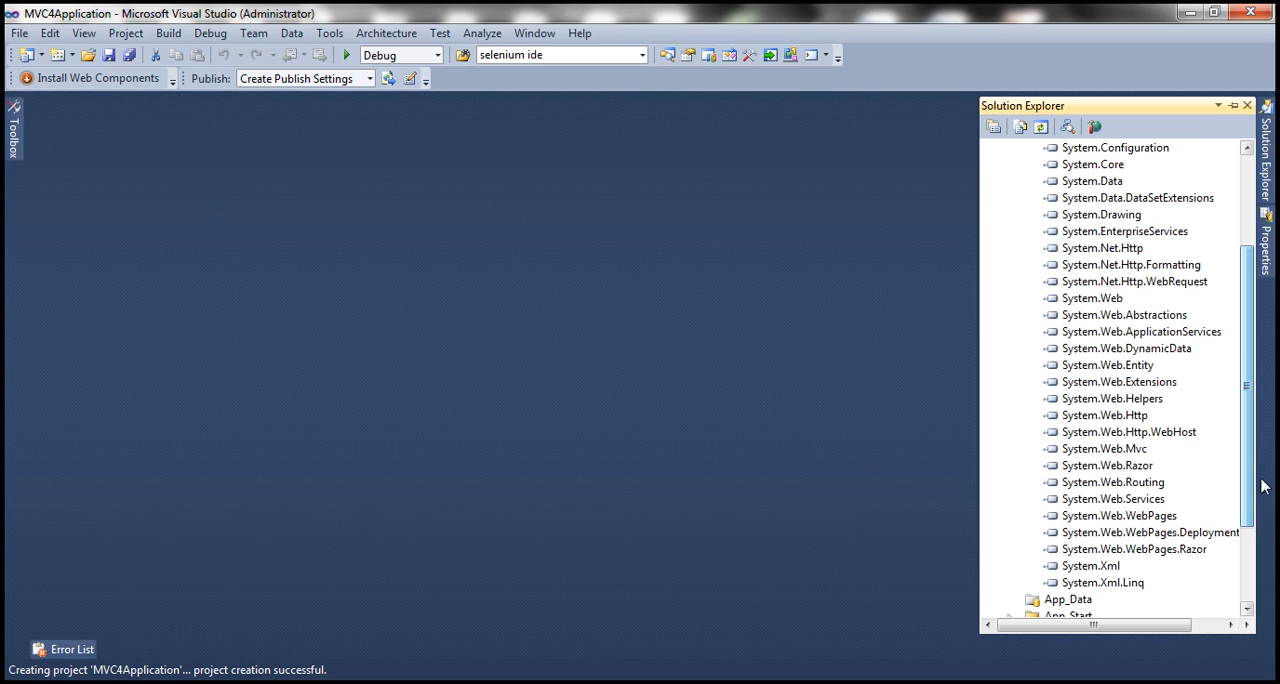 MVC4Application - Microsoft Visual Studio (Administrator)
File Edit View Project Build Debug Team Data Tools Architecture Test Analyze Window Help
Debug selenium ide
Install Web Components Publish: Create Publish Settings
Toolbox
Solution Explorer
System.Configuration
System.Core
System.Data
System.Data.DataSetExtensions
System.Drawing
System.EnterpriseServices
System.Net.Http
System.Net.Http.Formatting
System.Net.Http.WebRequest
System.Web
System.Web.Abstractions
System.Web.ApplicationServices
System.Web.DynamicData
System.Web.Entity
System.Web.Extensions
System.Web.Helpers
System.Web.Http
System.Web.Http.WebHost
System.Web.Mvc
System.Web.Razor
System.Web.Routing
System.Web.Services
System.Web.WebPages
System.Web.WebPages.Deployment
System.Web.WebPages.Razor
System.Xml
System.Xml.Linq
App_Data
App_Start
Solution Explorer
Properties
Error List
Creating project 'MVC4Application'... project creation successful.